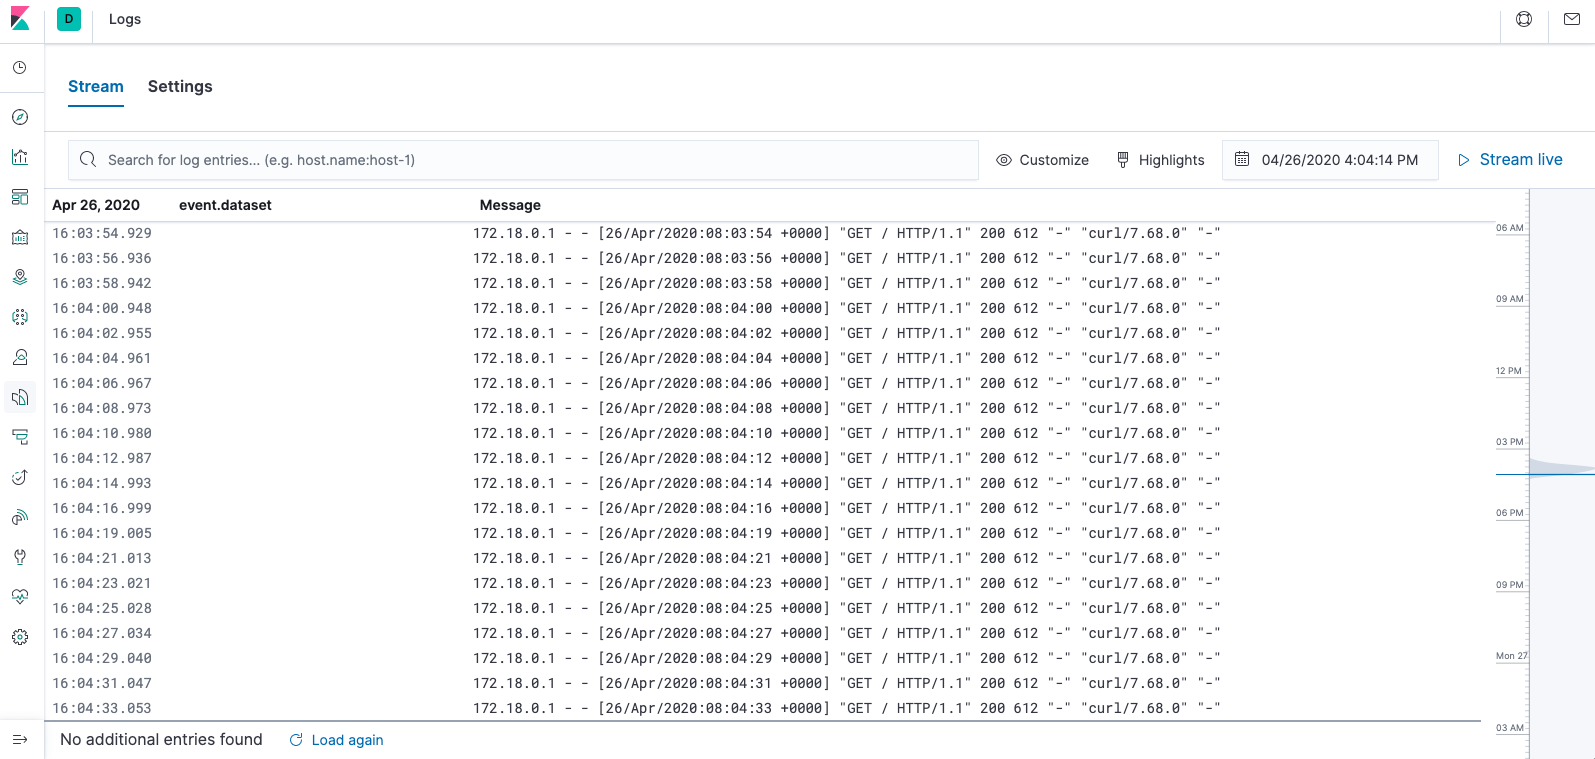 D Logs
Stream Settings
Search for log entries... (e.g. host.name:host-1) Customize Highlights 04/26/2020 4:04:14 PM Stream live
Apr 26, 2020 event.dataset Message
16:03:54.929 172.18.0.1 - - [26/Apr/2020:08:03:54 +0000] "GET / HTTP/1.1" 200 612 "-" "curl/7.68.0" "-"
16:03:56.936 172.18.0.1 - - [26/Apr/2020:08:03:56 +0000] "GET / HTTP/1.1" 200 612 "-" "curl/7.68.0" "-"
16:03:58.942 172.18.0.1 - - [26/Apr/2020:08:03:58 +0000] "GET / HTTP/1.1" 200 612 "-" "curl/7.68.0" "-"
16:04:00.948 172.18.0.1 - - [26/Apr/2020:08:04:00 +0000] "GET / HTTP/1.1" 200 612 "-" "curl/7.68.0" "-"
16:04:02.955 172.18.0.1 - - [26/Apr/2020:08:04:02 +0000] "GET / HTTP/1.1" 200 612 "-" "curl/7.68.0" "-"
16:04:04.961 172.18.0.1 - - [26/Apr/2020:08:04:04 +0000] "GET / HTTP/1.1" 200 612 "-" "curl/7.68.0" "-"
16:04:06.967 172.18.0.1 - - [26/Apr/2020:08:04:06 +0000] "GET / HTTP/1.1" 200 612 "-" "curl/7.68.0" "-"
16:04:08.973 172.18.0.1 - - [26/Apr/2020:08:04:08 +0000] "GET / HTTP/1.1" 200 612 "-" "curl/7.68.0" "-"
16:04:10.980 172.18.0.1 - - [26/Apr/2020:08:04:10 +0000] "GET / HTTP/1.1" 200 612 "-" "curl/7.68.0" "-"
16:04:12.987 172.18.0.1 - - [26/Apr/2020:08:04:12 +0000] "GET / HTTP/1.1" 200 612 "-" "curl/7.68.0" "-"
16:04:14.993 172.18.0.1 - - [26/Apr/2020:08:04:14 +0000] "GET / HTTP/1.1" 200 612 "-" "curl/7.68.0" "-"
16:04:16.999 172.18.0.1 - - [26/Apr/2020:08:04:16 +0000] "GET / HTTP/1.1" 200 612 "-" "curl/7.68.0" "-"
16:04:19.005 172.18.0.1 - - [26/Apr/2020:08:04:19 +0000] "GET / HTTP/1.1" 200 612 "-" "curl/7.68.0" "-"
16:04:21.013 172.18.0.1 - - [26/Apr/2020:08:04:21 +0000] "GET / HTTP/1.1" 200 612 "-" "curl/7.68.0" "-"
16:04:23.021 172.18.0.1 - - [26/Apr/2020:08:04:23 +0000] "GET / HTTP/1.1" 200 612 "-" "curl/7.68.0" "-"
16:04:25.028 172.18.0.1 - - [26/Apr/2020:08:04:25 +0000] "GET / HTTP/1.1" 200 612 "-" "curl/7.68.0" "-"
16:04:27.034 172.18.0.1 - - [26/Apr/2020:08:04:27 +0000] "GET / HTTP/1.1" 200 612 "-" "curl/7.68.0" "-"
16:04:29.040 172.18.0.1 - - [26/Apr/2020:08:04:29 +0000] "GET / HTTP/1.1" 200 612 "-" "curl/7.68.0" "-"
16:04:31.047 172.18.0.1 - - [26/Apr/2020:08:04:31 +0000] "GET / HTTP/1.1" 200 612 "-" "curl/7.68.0" "-"
16:04:33.053 172.18.0.1 - - [26/Apr/2020:08:04:33 +0000] "GET / HTTP/1.1" 200 612 "-" "curl/7.68.0" "-"
No additional entries found Load again
06 AM
09 AM
12 PM
03 PM
06 PM
09 PM
Mon 27
03 AM